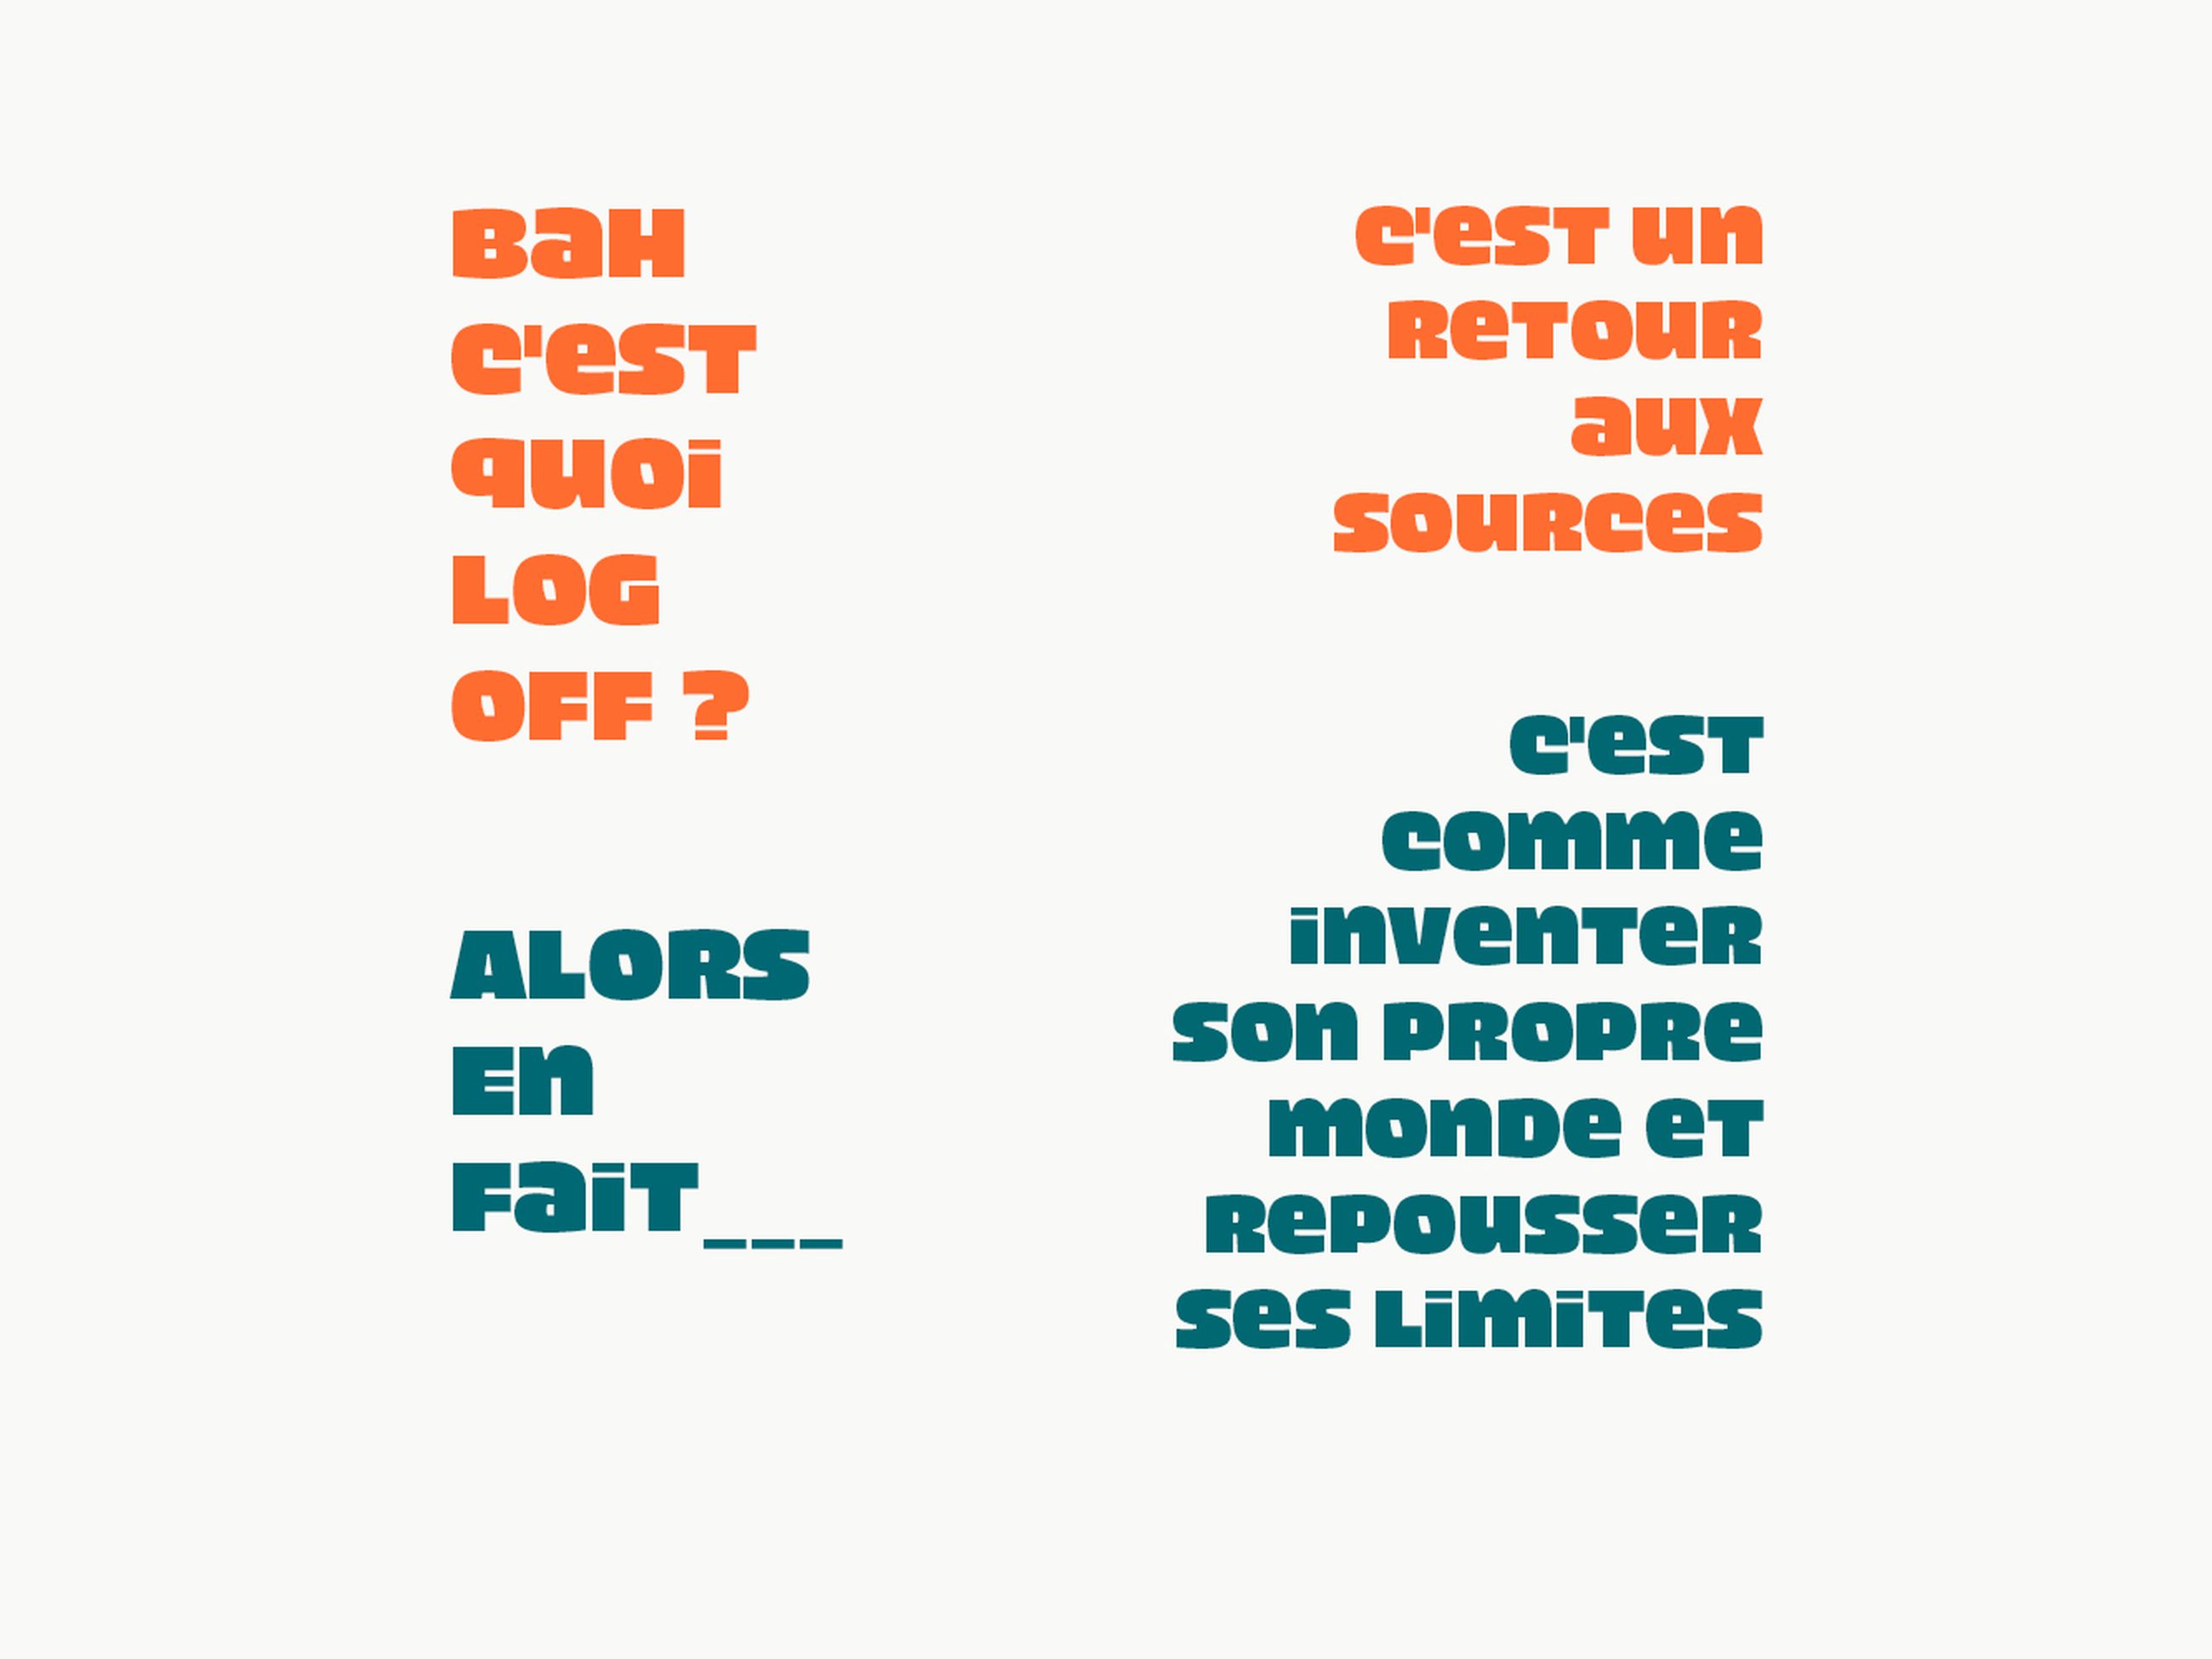 BaH
c'esT
quoi
LOG
OFF ?
ALORS
En
FaiT___
c'esT un
ReTouR
aux
souRces
c'esT
comme
invenTeR
son pRopRe
monDe eT
RepousseR
ses LimiTes